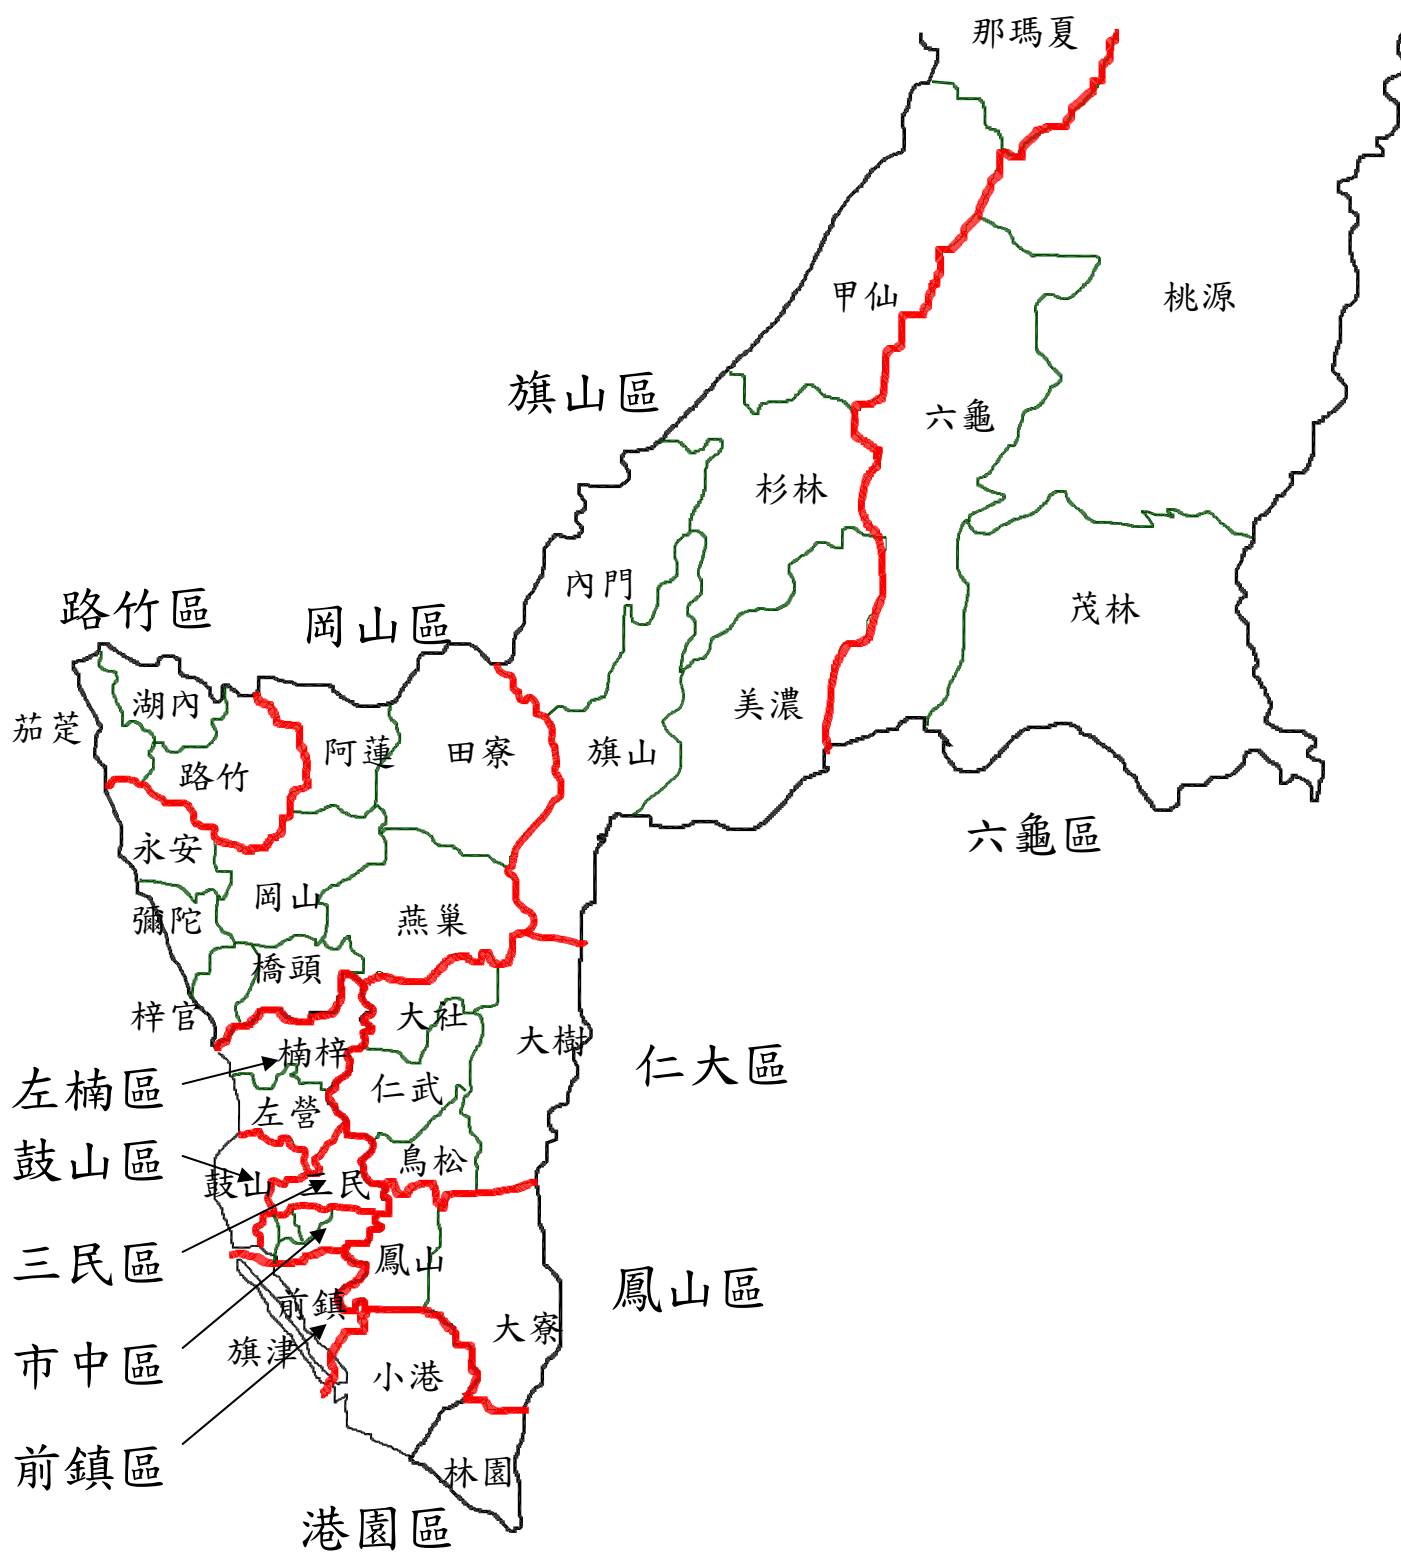 那瑪夏
甲仙
桃源
旗山區
六龜
杉林
內門
茂林
路竹區
岡山區
湖內
美濃
茄萣
阿蓮
田寮
旗山
路竹
六龜區
永安
岡山
彌陀
燕巢
橋頭
梓官
大社
大樹
楠梓
仁大區
左楠區
仁武
左營
鼓山區
鳥松
鼓山
三民
三民區
鳳山
鳳山區
前鎮
大寮
旗津
市中區
小港
前鎮區
林園
港園區